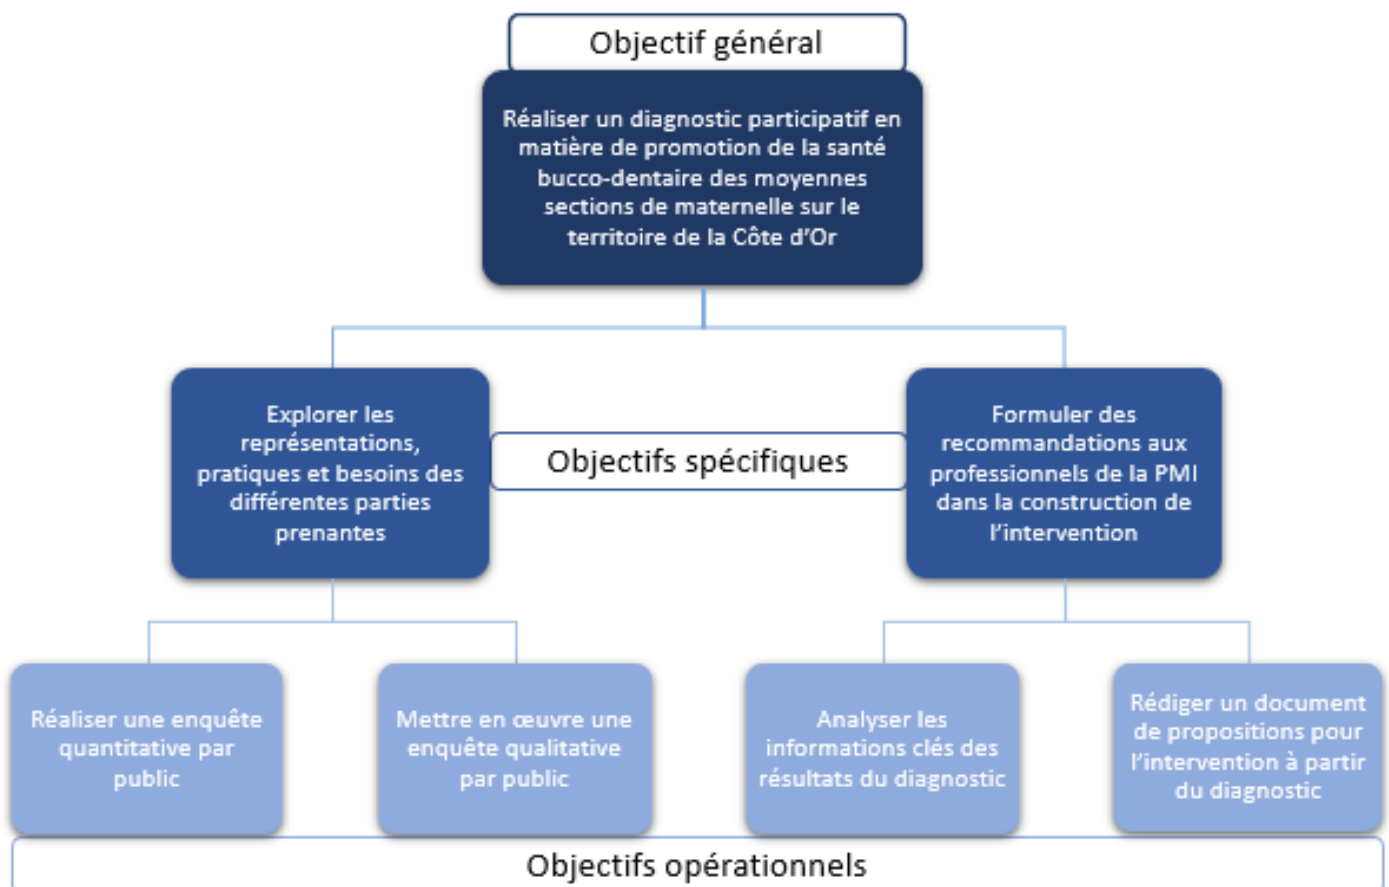 Objectif général
Réaliser un diagnostic participatif en
matière de promotion de la santé
bucco-dentaire des moyennes
sections de maternelle sur le
territoire de la Côte d'Or
Explorer les
représentations,
pratiques et besoins des
différentes parties
prenantes
Objectifs spécifiques
Formuler des
recommandations aux
professionnels de la PMI
dans la construction de
l'intervention
Réaliser une enquête
quantitative par
public
Mettre en œuvre une
enquête qualitative
par public
Analyser les
informations clés des
résultats du diagnostic
Rédiger un document
de propositions pour
l'intervention à partir
du diagnostic
Objectifs opérationnels